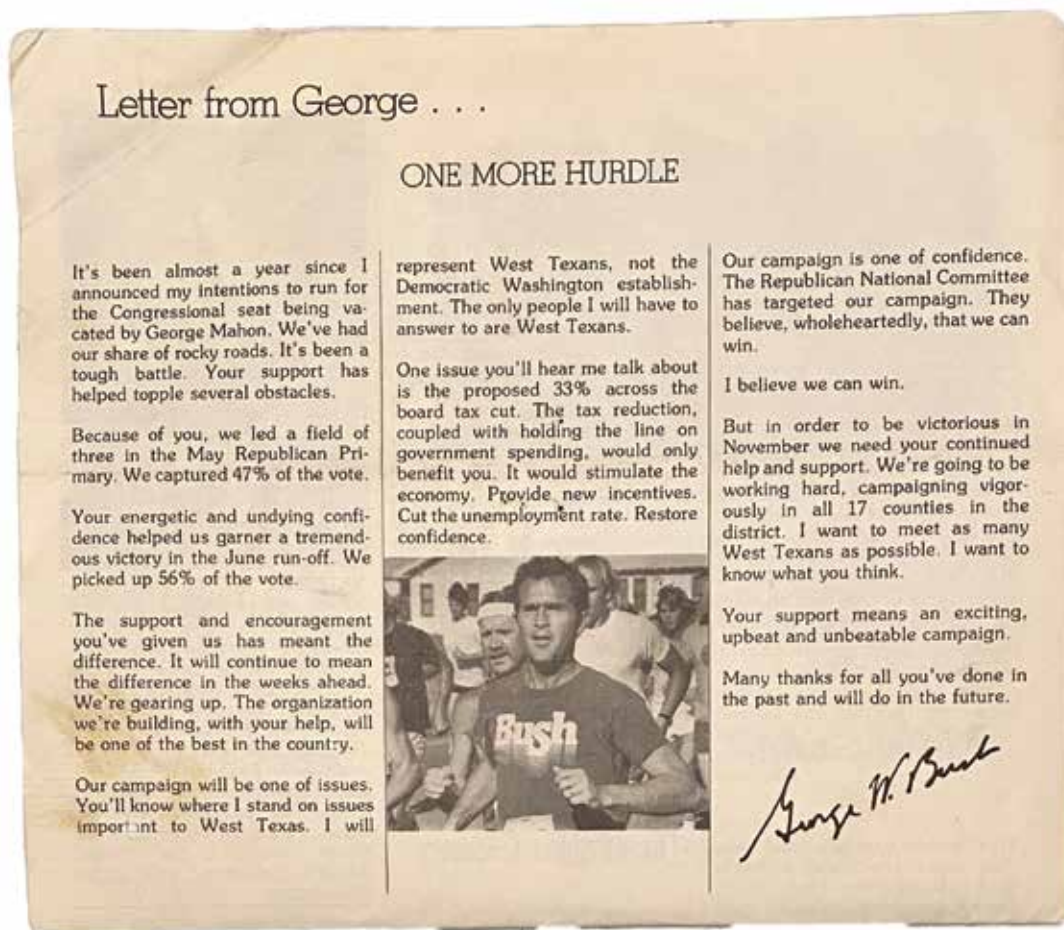 Letter from George . . .
ONE MORE HURDLE
It's been almost a year since I
announced my intentions to run for
the Congressional seat being va-
cated by George Mahon. We've had
our share of rocky roads. It's been a
tough battle. Your support has
helped topple several obstacles.
Because of you, we led a field of
three in the May Republican Pri-
mary. We captured 47% of the vote.
Your energetic and undying confi-
dence helped us garner a tremend-
ous victory in the June run-off. We
picked up 56% of the vote.
The support and encouragement
you've given us has meant the
difference. It will continue to mean
the difference in the weeks ahead.
We're gearing up. The organization
we're building, with your help, will
be one of the best in the country.
Our campaign will be one of issues.
You'll know where I stand on issues
important to West Texas. I will
represent West Texans, not the
Democratic Washington establish-
ment. The only people I will have to
answer to are West Texans.
One issue you'll hear me talk about
is the proposed 33% across the
board tax cut. The tax reduction,
coupled with holding the line on
government spending, would only
benefit you. It would stimulate the
economy. Provide new incentives.
Cut the unemployment rate. Restore
confidence.
Bush
Our campaign is one of confidence.
The Republican National Committee
has targeted our campaign. They
believe, wholeheartedly, that we can
win.
I believe we can win.
But in order to be victorious in
November we need your continued
help and support. We're going to be
working hard, campaigning vigor-
ously in all 17 counties in the
district. I want to meet as many
West Texans as possible. I want to
know what you think.
Your support means an exciting,
upbeat and unbeatable campaign.
Many thanks for all you've done in
the past and will do in the future.
George W. Bush